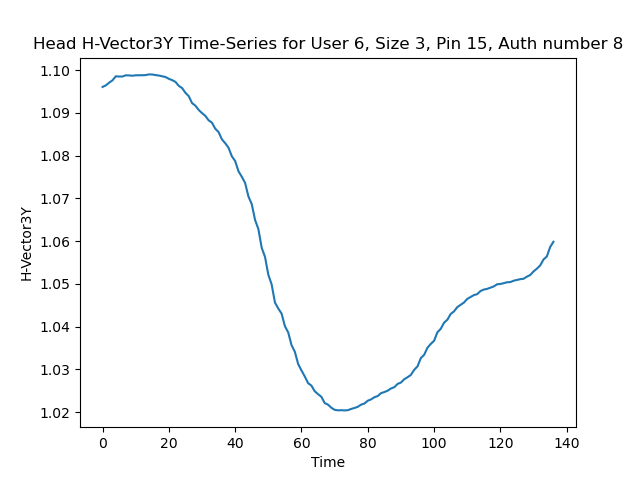 Head H-Vector3Y Time-Series for User 6, Size 3, Pin 15, Auth number 8
H-Vector3Y
1.10
1.09
1.08
1.07
1.06
1.05
1.04
1.03
1.02
0 20 40 60 80 100 120 140
Time